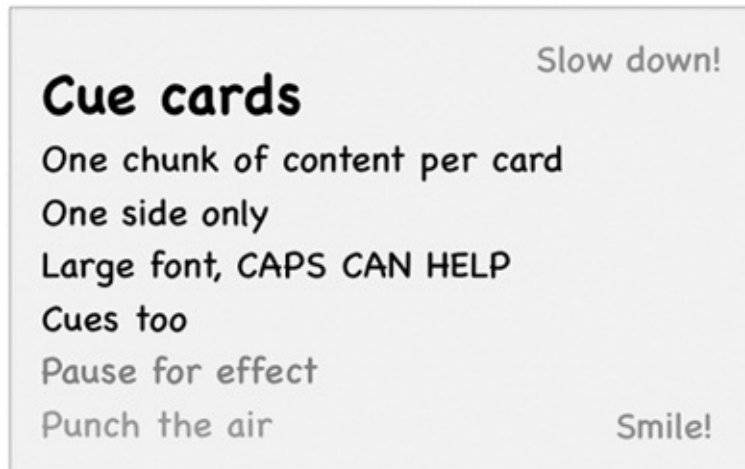 Slow down!
Cue cards
One chunk of content per card
One side only
Large font, CAPS CAN HELP
Cues too
Pause for effect
Punch the air
Smile!